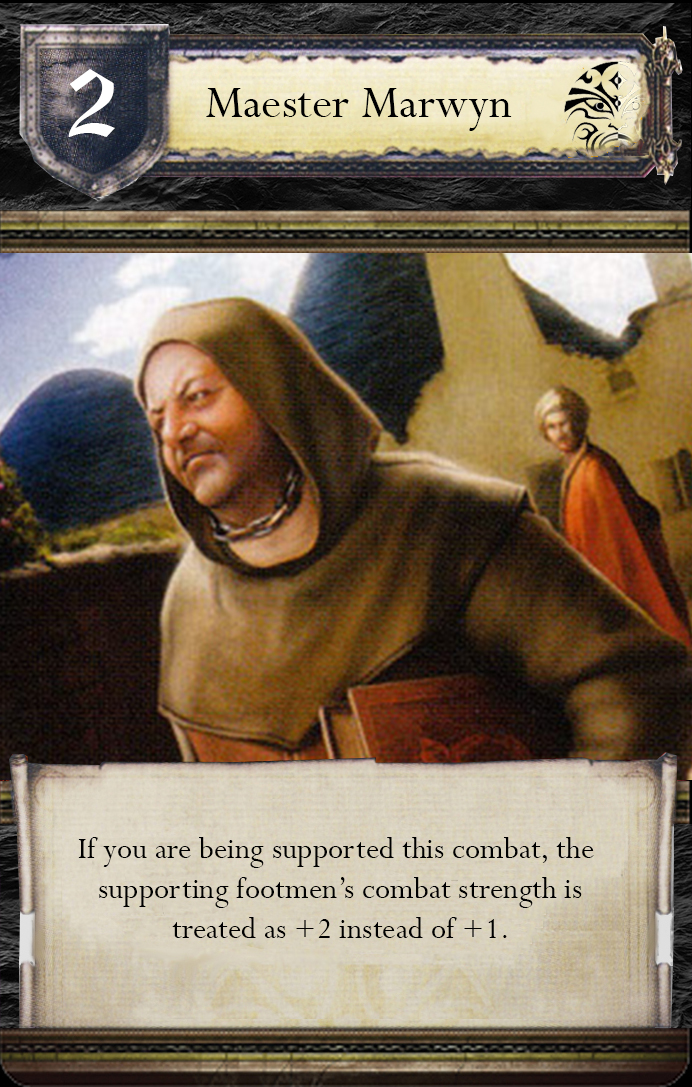 2
Maester Marwyn
If you are being supported this combat, the
supporting footmen’s combat strength is
treated as +2 instead of +1.